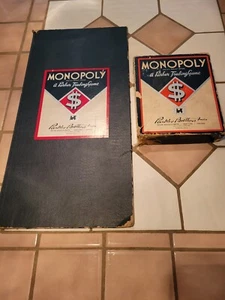 MONOPOLY
A Parker Trading Game
$
Parker Brothers Inc
MONOPOLY
A Parker Trading Game
$
Parker Brothers Inc